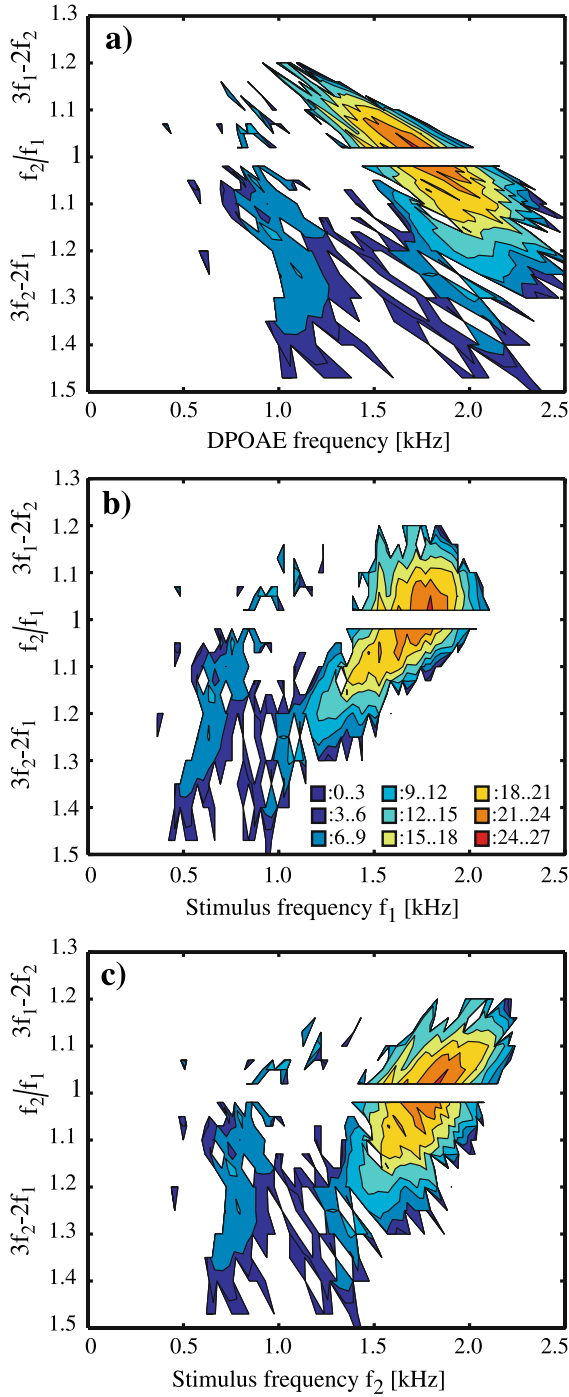 a)
1.3
1.2
1.1
1
1.1
1.2
1.3
1.4
1.5
3f₁-2f₂
f₂/f₁
3f₂-2f₁
0 0.5 1.0 1.5 2.0 2.5
DPOAE frequency [kHz]
b)
1.3
1.2
1.1
1
1.1
1.2
1.3
1.4
1.5
3f₁-2f₂
f₂/f₁
3f₂-2f₁
:0..3 :9..12 :18..21
:3..6 :12..15 :21..24
:6..9 :15..18 :24..27
0 0.5 1.0 1.5 2.0 2.5
Stimulus frequency f₁ [kHz]
c)
1.3
1.2
1.1
1
1.1
1.2
1.3
1.4
1.5
3f₁-2f₂
f₂/f₁
3f₂-2f₁
0 0.5 1.0 1.5 2.0 2.5
Stimulus frequency f₂ [kHz]